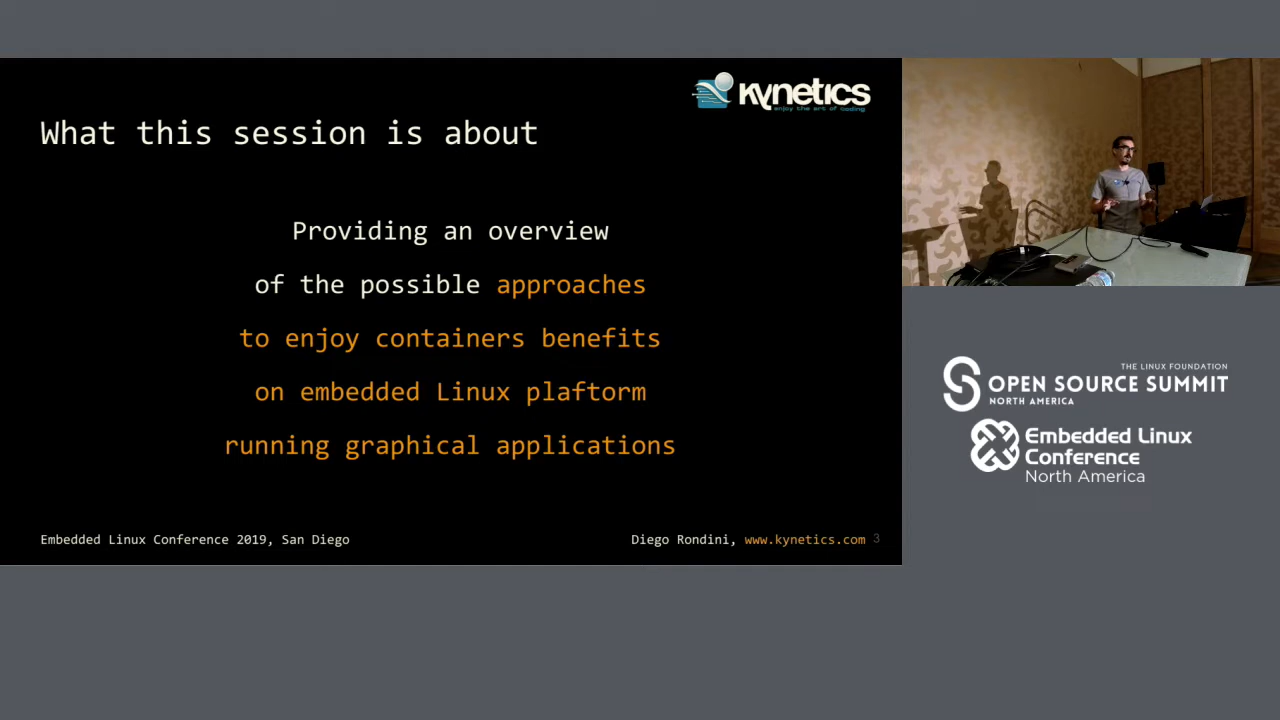 kynetics
enjoy the art of coding
What this session is about
Providing an overview
of the possible approaches
to enjoy containers benefits
on embedded Linux plaftorm
running graphical applications
Embedded Linux Conference 2019, San Diego
Diego Rondini, www.kynetics.com 3
THE LINUX FOUNDATION
OPEN SOURCE SUMMIT
NORTH AMERICA
Embedded Linux
Conference
North America